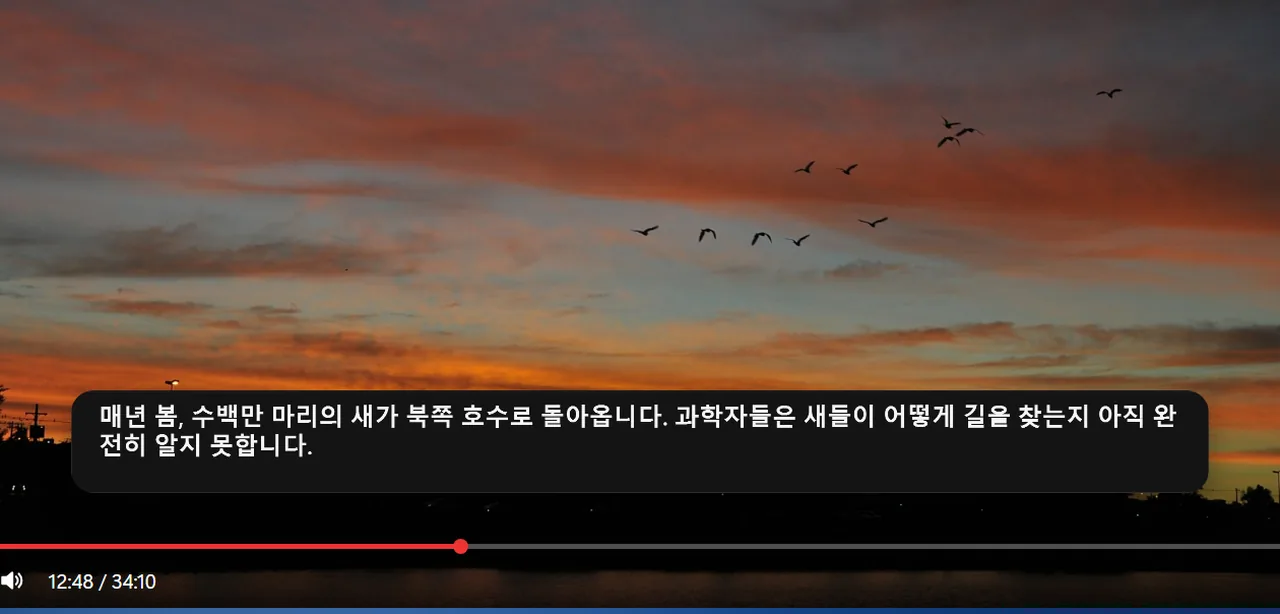 매년 봄, 수백만 마리의 새가 북쪽 호수로 돌아옵니다. 과학자들은 새들이 어떻게 길을 찾는지 아직 완
전히 알지 못합니다.
12:48 / 34:10